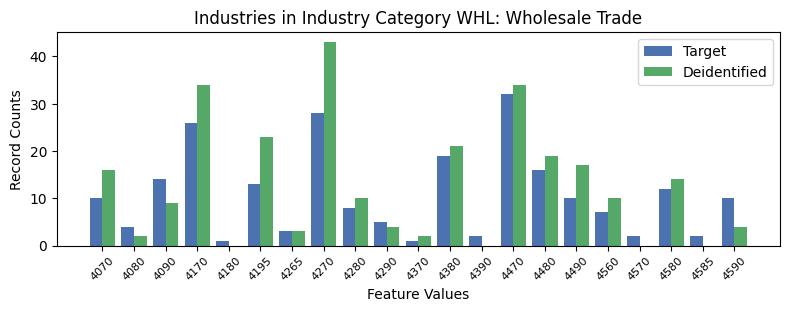 Industries in Industry Category WHL: Wholesale Trade
Target
Deidentified
Record Counts
40
30
20
10
0
4070 4080 4090 4170 4180 4195 4265 4270 4280 4290 4370 4380 4390 4470 4480 4490 4560 4570 4580 4585 4590
Feature Values